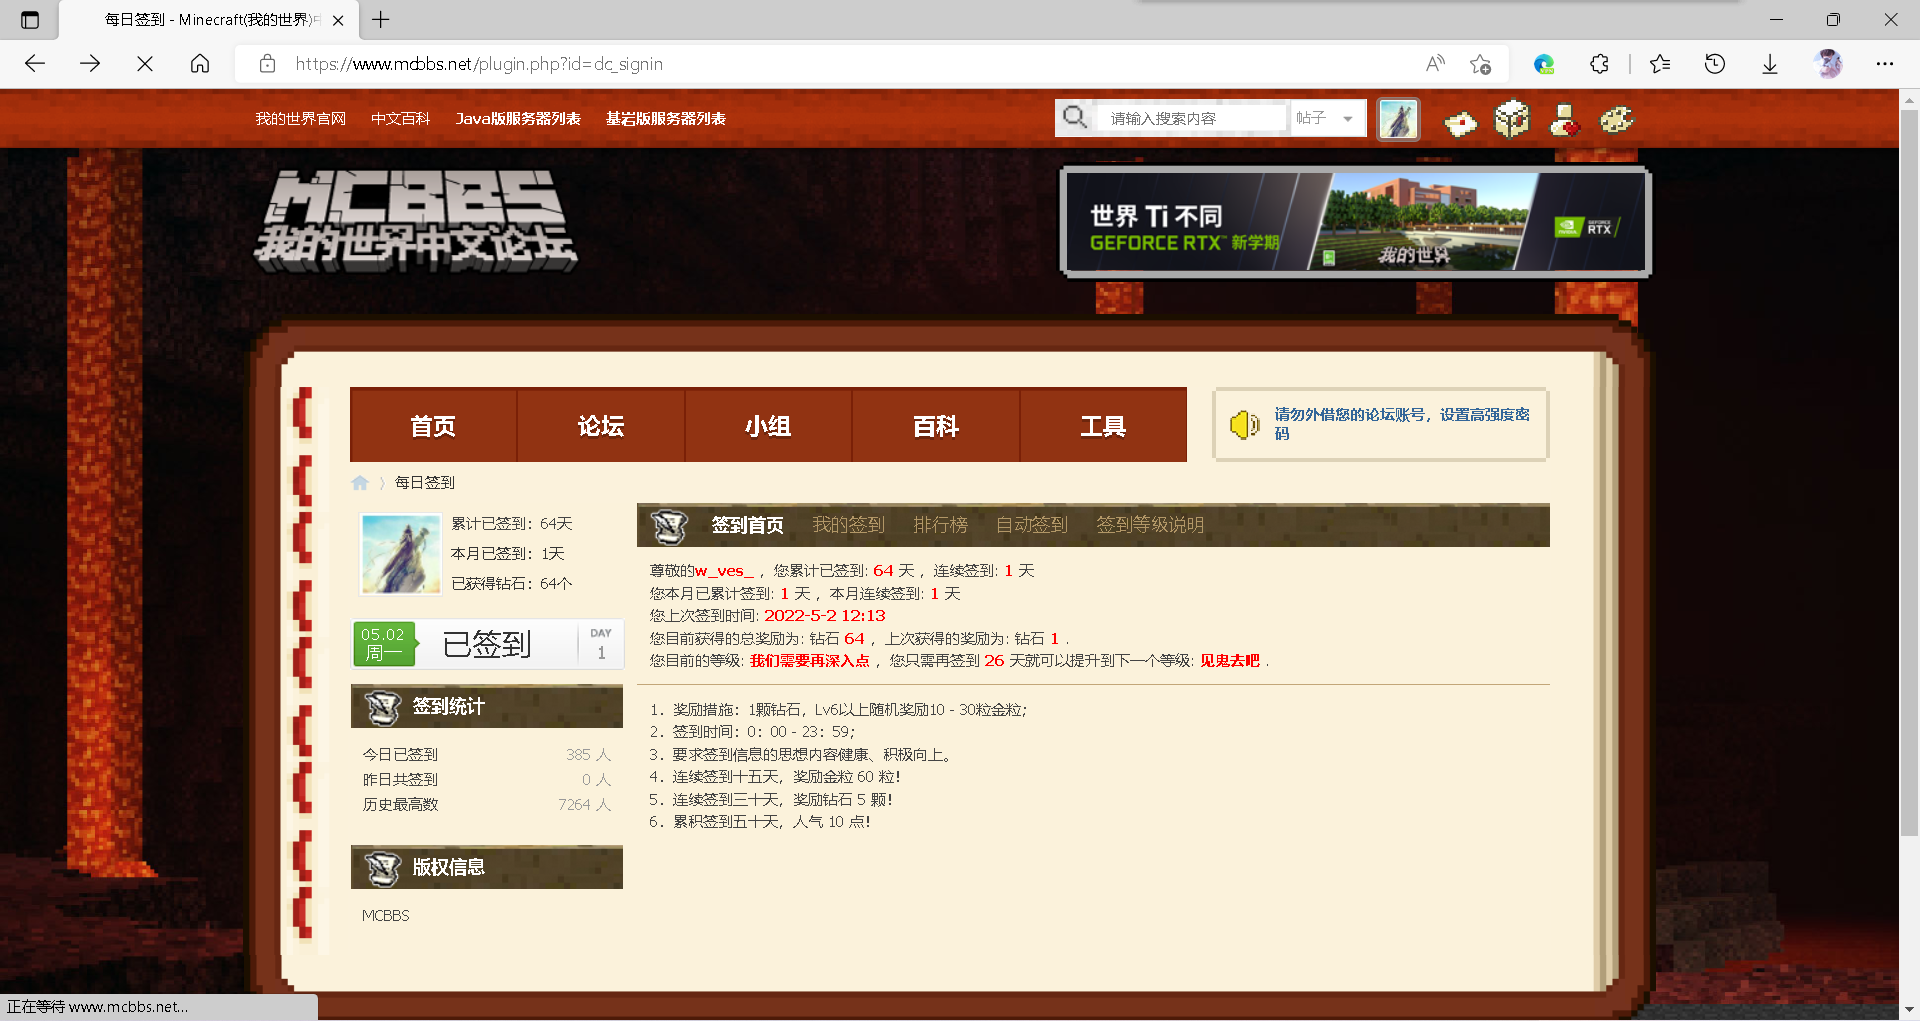 每日签到 - Minecraft(我的世界)
https://www.mcbbs.net/plugin.php?id=dc_signin
我的世界官网 中文百科 Java版服务器列表 基岩版服务器列表 请输入搜索内容 帖子
MCBBS
我的世界中文论坛
世界 Ti 不同
GEFORCE RTX™ 新学期
我的世界
NVIDIA GEFORCE RTX
首页 论坛 小组 百科 工具
请勿外借您的论坛账号，设置高强度密
码
每日签到
累计已签到：64天
本月已签到：1天
已获得钻石：64个
05.02
周一
已签到
DAY
1
签到统计
今日已签到 385 人
昨日共签到 0 人
历史最高数 7264 人
版权信息
MCBBS
签到首页 我的签到 排行榜 自动签到 签到等级说明
尊敬的w_ves_ ，您累计已签到: 64 天 ，连续签到: 1 天
您本月已累计签到: 1 天 ，本月连续签到: 1 天
您上次签到时间: 2022-5-2 12:13
您目前获得的总奖励为: 钻石 64 ，上次获得的奖励为: 钻石 1 .
您目前的等级: 我们需要再深入点 ，您只需再签到 26 天就可以提升到下一个等级: 见鬼去吧 .
1. 奖励措施：1颗钻石，Lv6以上随机奖励10 - 30粒金粒；
2. 签到时间：0：00 - 23：59；
3. 要求签到信息的思想内容健康、积极向上。
4. 连续签到十五天，奖励金粒 60 粒！
5. 连续签到三十天，奖励钻石 5 颗！
6. 累积签到五十天，人气 10 点！
正在等待 www.mcbbs.net...